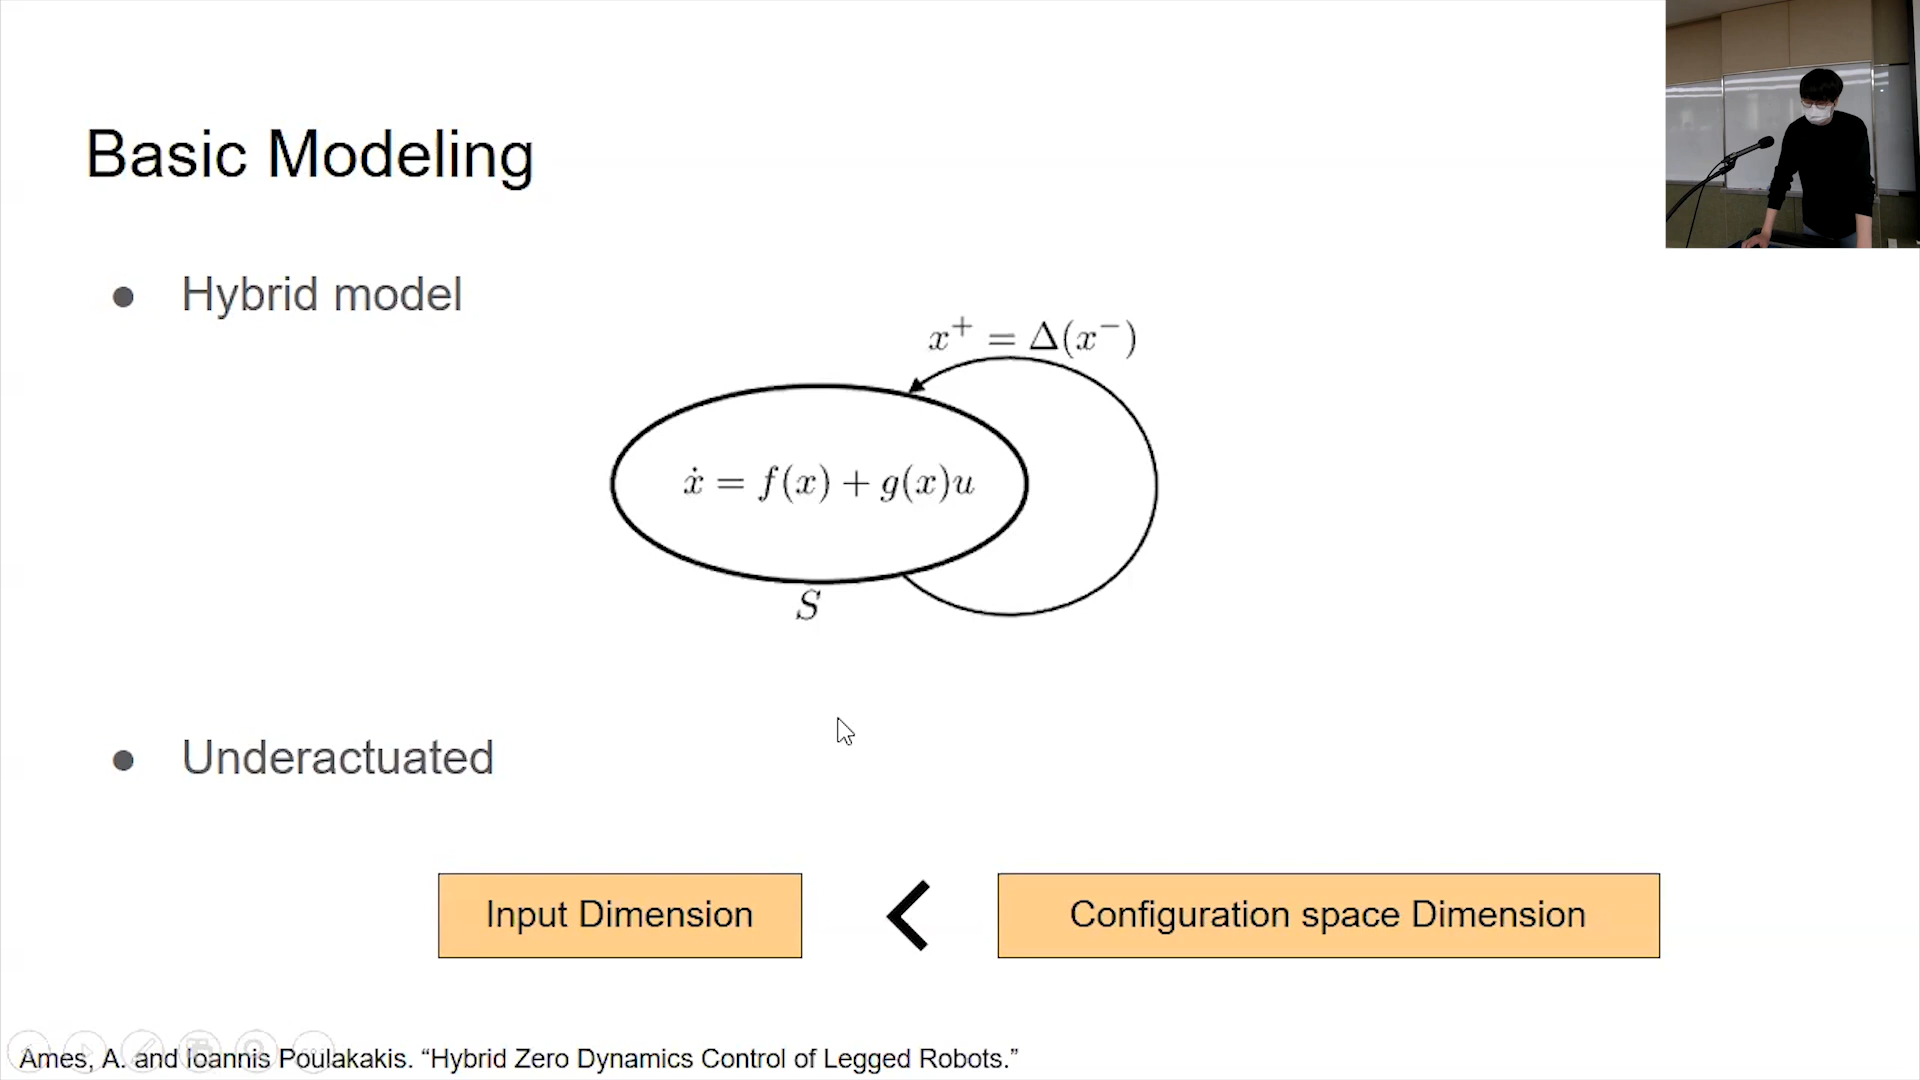 Basic Modeling
● Hybrid model
x⁺ = Δ(x⁻)
ẋ = f(x) + g(x)u
S
● Underactuated
Input Dimension < Configuration space Dimension
Ames, A. and Ioannis Poulakakis. “Hybrid Zero Dynamics Control of Legged Robots.”